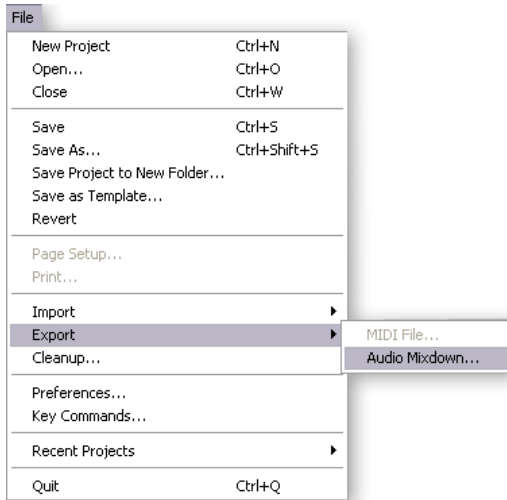 File
New Project Ctrl+N
Open... Ctrl+O
Close Ctrl+W
Save Ctrl+S
Save As... Ctrl+Shift+S
Save Project to New Folder...
Save as Template...
Revert
Page Setup...
Print...
Import
Export
MIDI File...
Cleanup...
Audio Mixdown...
Preferences...
Key Commands...
Recent Projects
Quit Ctrl+Q